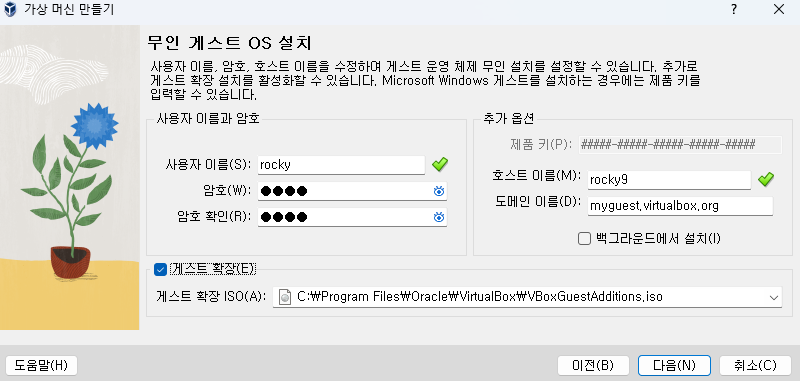 가상 머신 만들기
무인 게스트 OS 설치
사용자 이름, 암호, 호스트 이름을 수정하며 게스트 운영 체제 무인 설치를 설정할 수 있습니다. 추가로
게스트 확장 설치를 활성화할 수 있습니다. Microsoft Windows 게스트를 설치하는 경우에는 제품 키를
입력할 수 있습니다.
사용자 이름과 암호
사용자 이름(S): rocky
암호(W): ●●●●
암호 확인(R): ●●●●
추가 옵션
제품 키(P): #####-#####-#####-#####-#####
호스트 이름(M): rocky9
도메인 이름(D): myguest.virtualbox.org
백그라운드에서 설치(I)
게스트 확장(E)
게스트 확장 ISO(A): C:₩Program Files₩Oracle₩VirtualBox₩VBoxGuestAdditions.iso
도움말(H)
이전(B)
다음(N)
취소(C)